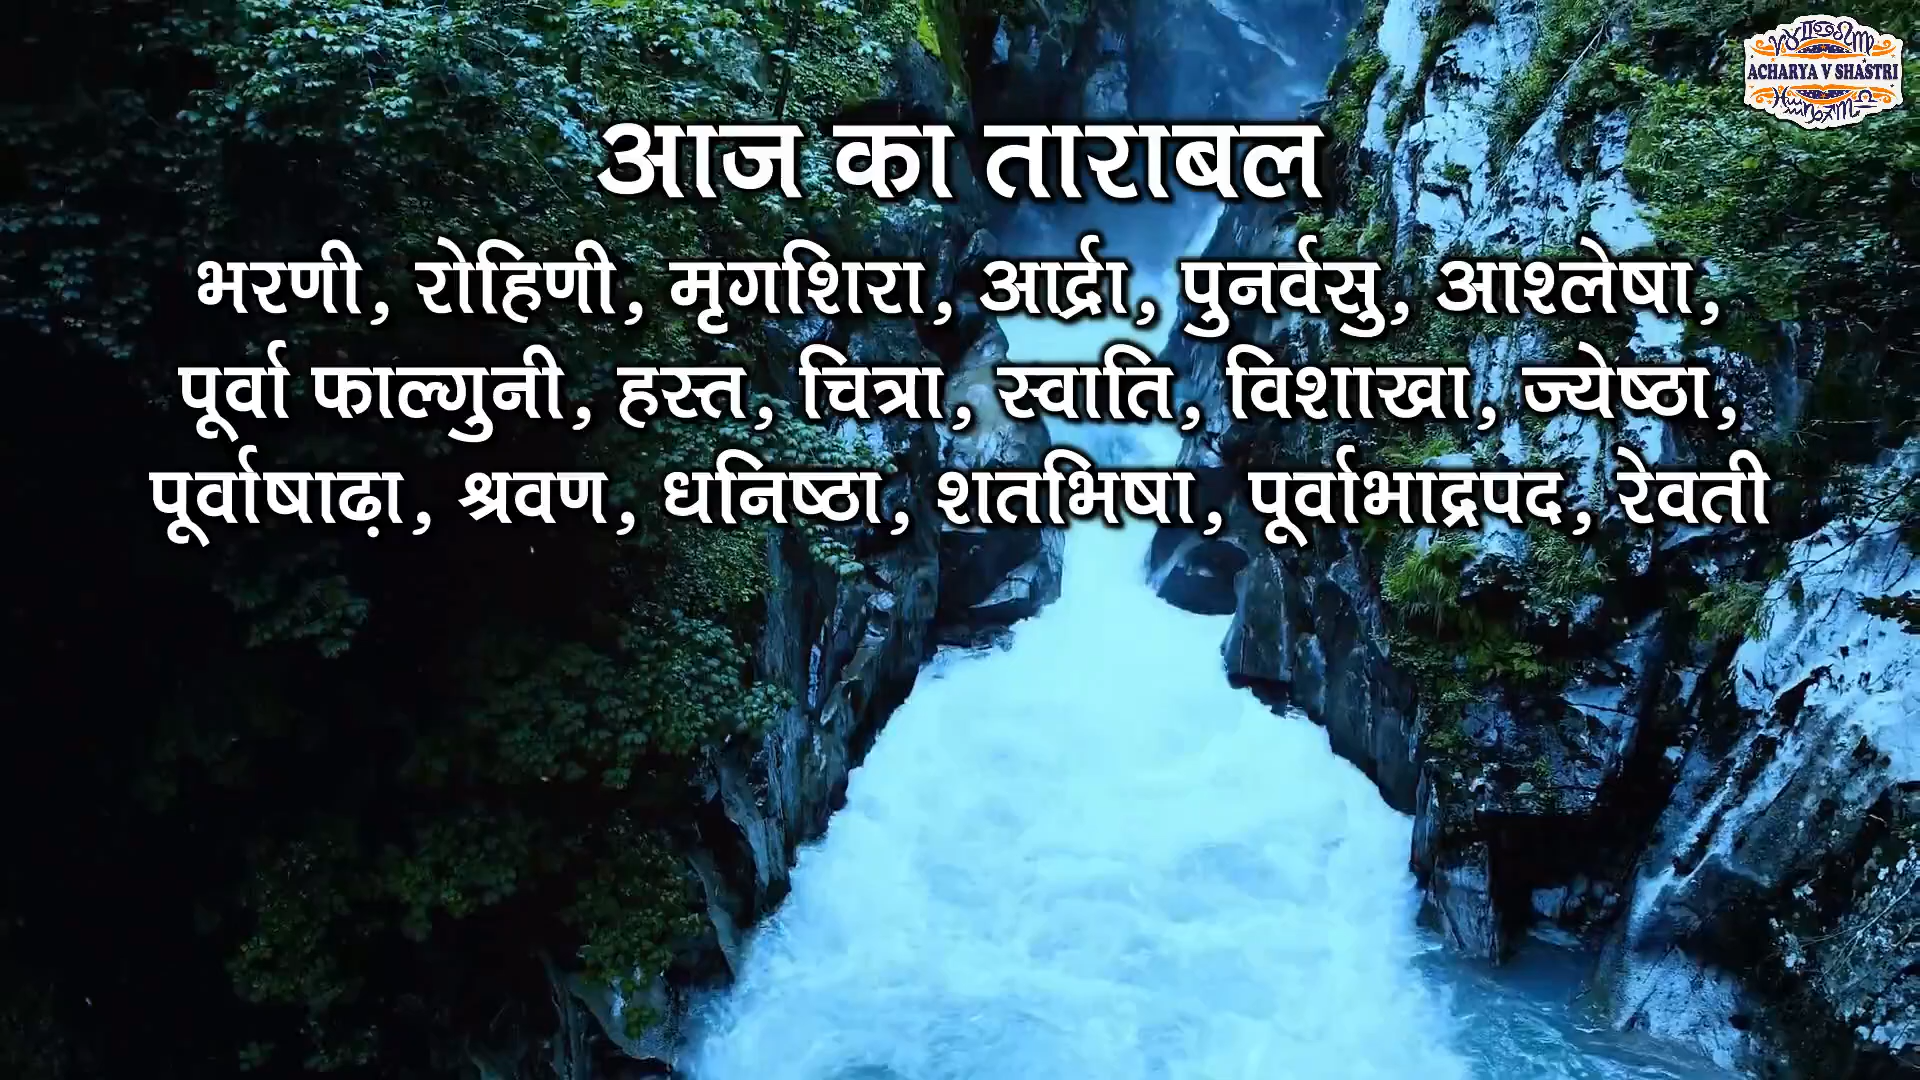 ACHARYA V SHASTRI
आज का ताराबल
भरणी, रोहिणी, मृगशिरा, आर्द्रा, पुनर्वसु, आश्लेषा,
पूर्वा फाल्गुनी, हस्त, चित्रा, स्वाति, विशाखा, ज्येष्ठा,
पूर्वाषाढ़ा, श्रवण, धनिष्ठा, शतभिषा, पूर्वाभाद्रपद, रेवती